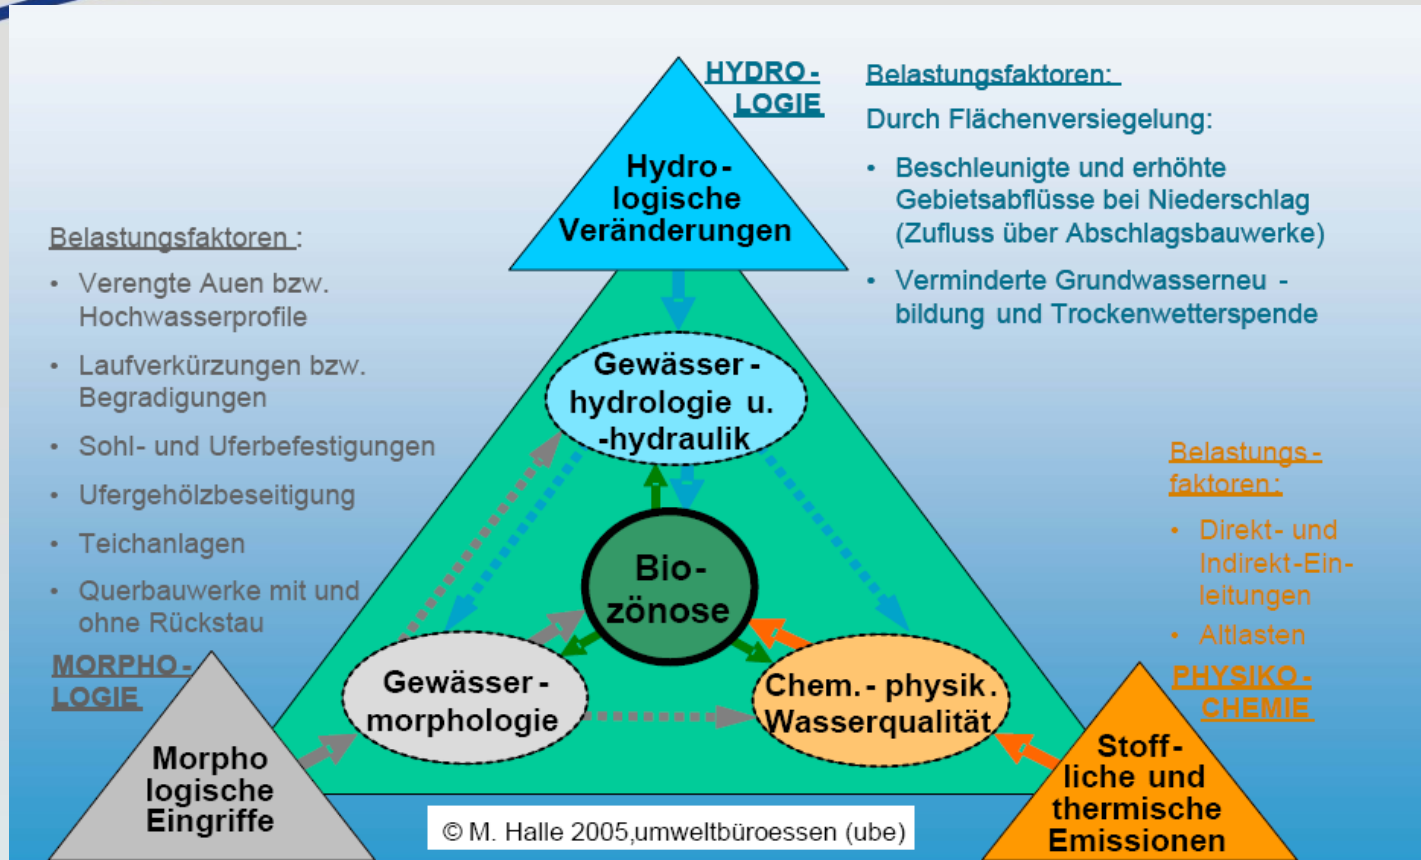 HYDRO-
LOGIE
Belastungsfaktoren:
Durch Flächenversiegelung:
• Beschleunigte und erhöhte
Gebietsabflüsse bei Niederschlag
(Zufluss über Abschlagsbauwerke)
• Verminderte Grundwasserneu -
bildung und Trockenwetterspende
Hydro-
logische
Veränderungen
Belastungsfaktoren :
• Verengte Auen bzw.
Hochwasserprofile
• Laufverkürzungen bzw.
Begradigungen
• Sohl- und Uferbefestigungen
• Ufergehölzbeseitigung
• Teichanlagen
• Querbauwerke mit und
ohne Rückstau
MORPHO-
LOGIE
Gewässer-
hydrologie u.
-hydraulik
Bio-
zönose
Gewässer-
morphologie
Chem.- physik.
Wasserqualität
Belastungs-
faktoren:
• Direkt- und
Indirekt-Ein-
leitungen
• Altlasten
PHYSIKO-
CHEMIE
Morpho
logische
Eingriffe
Stoff-
liche und
thermische
Emissionen
© M. Halle 2005,umweltbüroessen (ube)